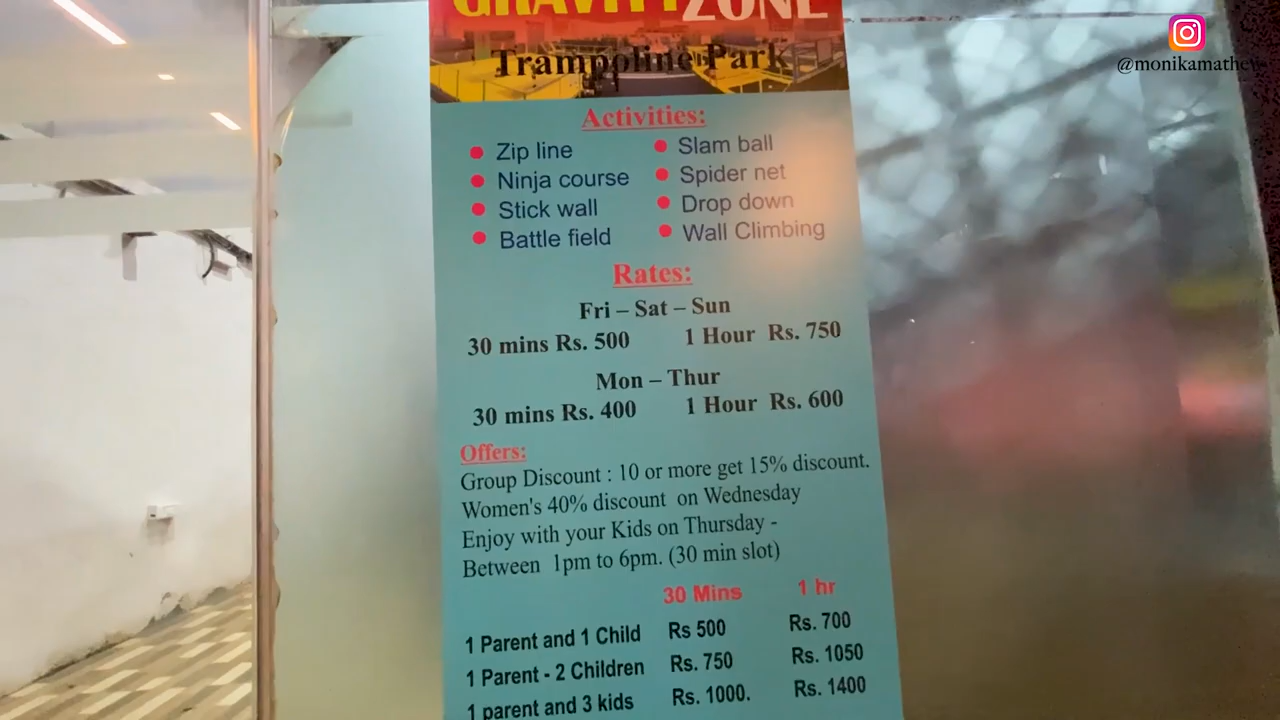 GRAVITY ZONE
Trampoline Park
@monikamathew
Activities:
Zip line
Ninja course
Stick wall
Battle field
Slam ball
Spider net
Drop down
Wall Climbing
Rates:
Fri – Sat – Sun
30 mins Rs. 500 1 Hour Rs. 750
Mon – Thur
30 mins Rs. 400 1 Hour Rs. 600
Offers:
Group Discount : 10 or more get 15% discount.
Women's 40% discount on Wednesday
Enjoy with your Kids on Thursday -
Between 1pm to 6pm. (30 min slot)
30 Mins 1 hr
1 Parent and 1 Child Rs 500 Rs. 700
1 Parent - 2 Children Rs. 750 Rs. 1050
1 parent and 3 kids Rs. 1000. Rs. 1400